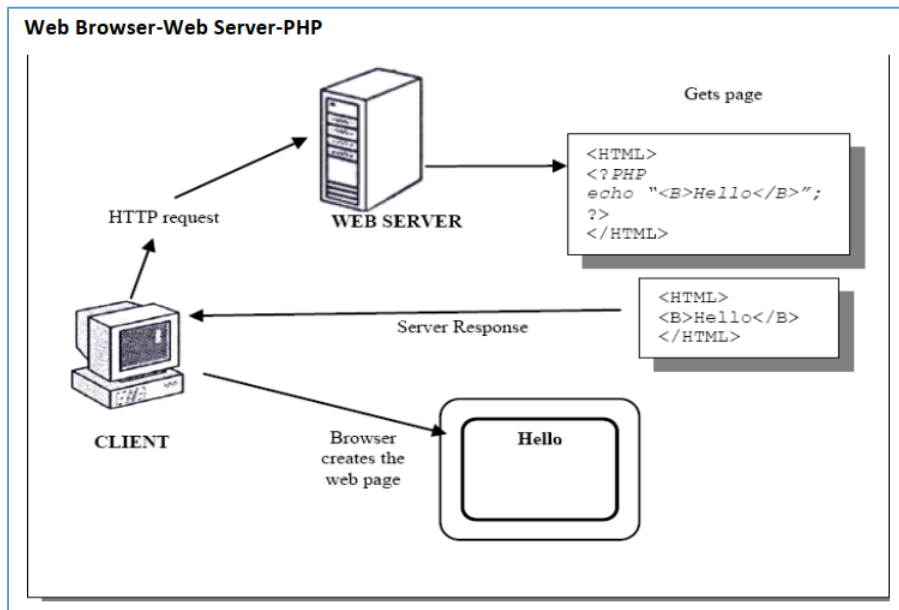 Web Browser-Web Server-PHP
Gets page
<HTML>
<?PHP
echo “<B>Hello</B>”;
?>
</HTML>
HTTP request
WEB SERVER
<HTML>
<B>Hello</B>
</HTML>
Server Response
CLIENT
Browser
creates the
web page
Hello